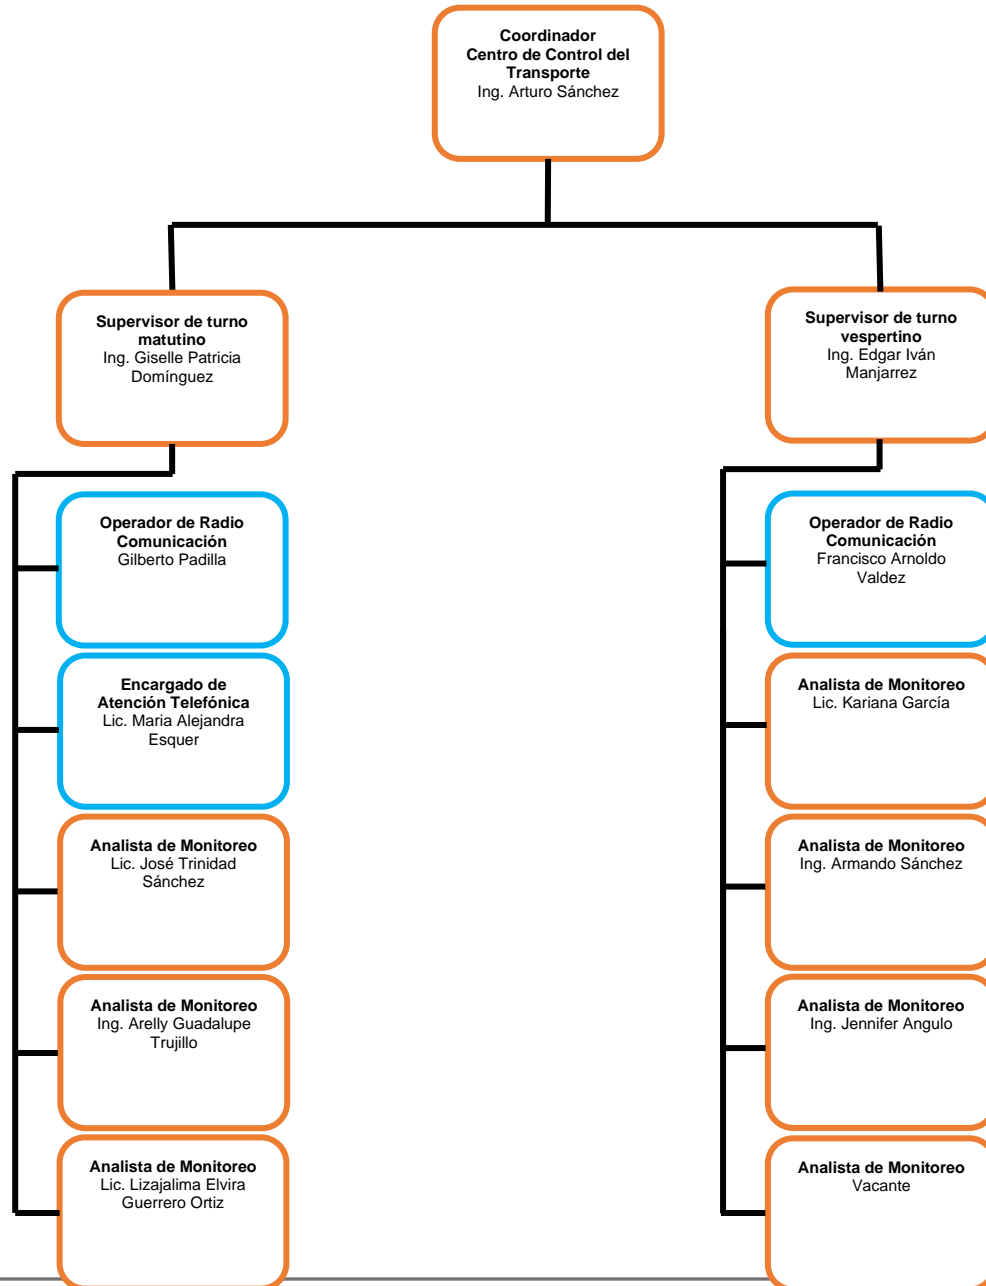 Coordinador
Centro de Control del
Transporte
Ing. Arturo Sánchez
Supervisor de turno
matutino
Ing. Giselle Patricia
Domínguez
Supervisor de turno
vespertino
Ing. Edgar Iván
Manjarrez
Operador de Radio
Comunicación
Gilberto Padilla
Encargado de
Atención Telefónica
Lic. Maria Alejandra
Esquer
Analista de Monitoreo
Lic. José Trinidad
Sánchez
Analista de Monitoreo
Ing. Arelly Guadalupe
Trujillo
Analista de Monitoreo
Lic. Lizajalima Elvira
Guerrero Ortiz
Operador de Radio
Comunicación
Francisco Arnoldo
Valdez
Analista de Monitoreo
Lic. Kariana García
Analista de Monitoreo
Ing. Armando Sánchez
Analista de Monitoreo
Ing. Jennifer Angulo
Analista de Monitoreo
Vacante